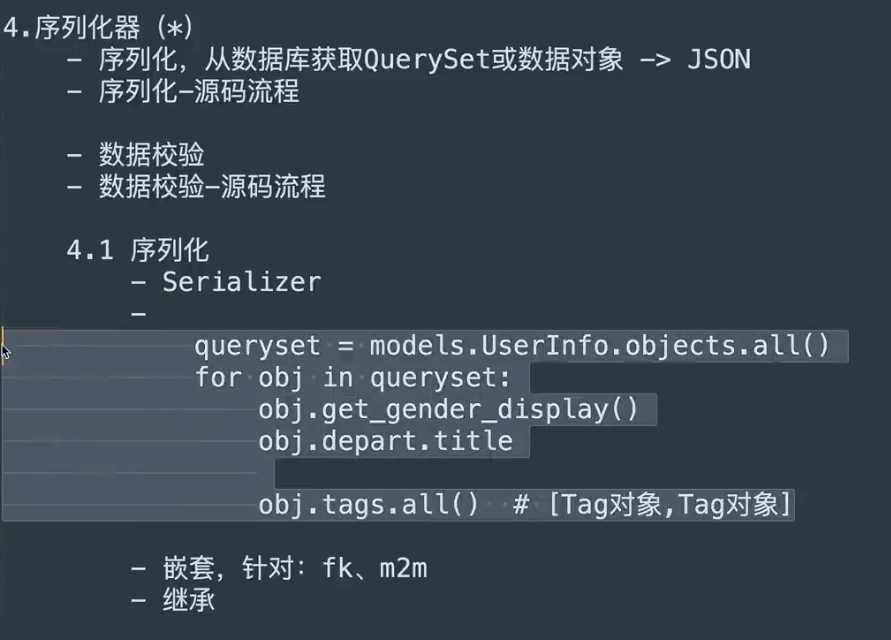 4.序列化器 (*)
- 序列化，从数据库获取QuerySet或数据对象 -> JSON
- 序列化-源码流程
- 数据校验
- 数据校验-源码流程
4.1 序列化
- Serializer
-
queryset = models.UserInfo.objects.all()
for obj in queryset:
obj.get_gender_display()
obj.depart.title
obj.tags.all()  # [Tag对象,Tag对象]
- 嵌套，针对：fk、m2m
- 继承